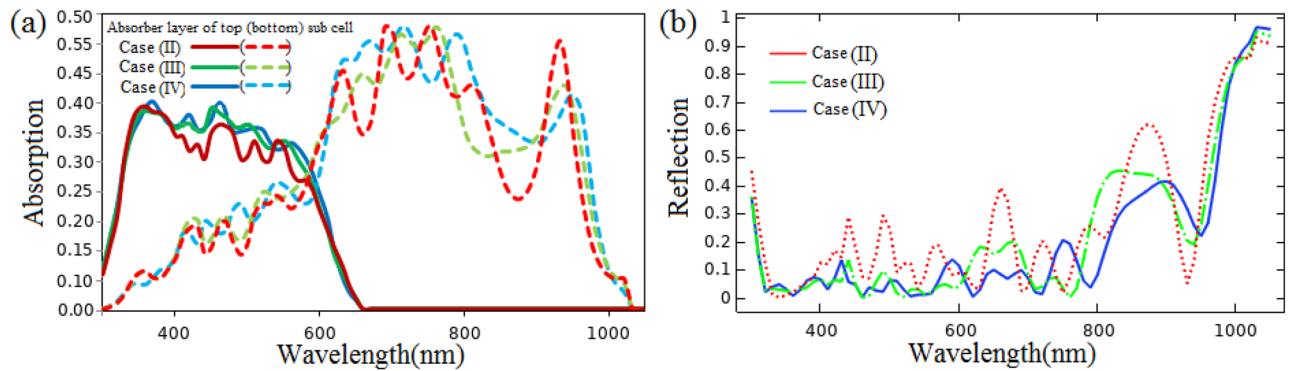 (a)
Absorber layer of top (bottom) sub cell
Case (II) ( )
Case (III) ( )
Case (IV) ( )
Absorption
0.50
0.55
0.45
0.40
0.35
0.30
0.25
0.20
0.15
0.10
0.00
400 600 800 1000
Wavelength(nm)
(b)
Case (II)
Case (III)
Case (IV)
Reflection
1
0.9
0.8
0.7
0.6
0.5
0.4
0.3
0.2
0.1
0
400 600 800 1000
Wavelength(nm)